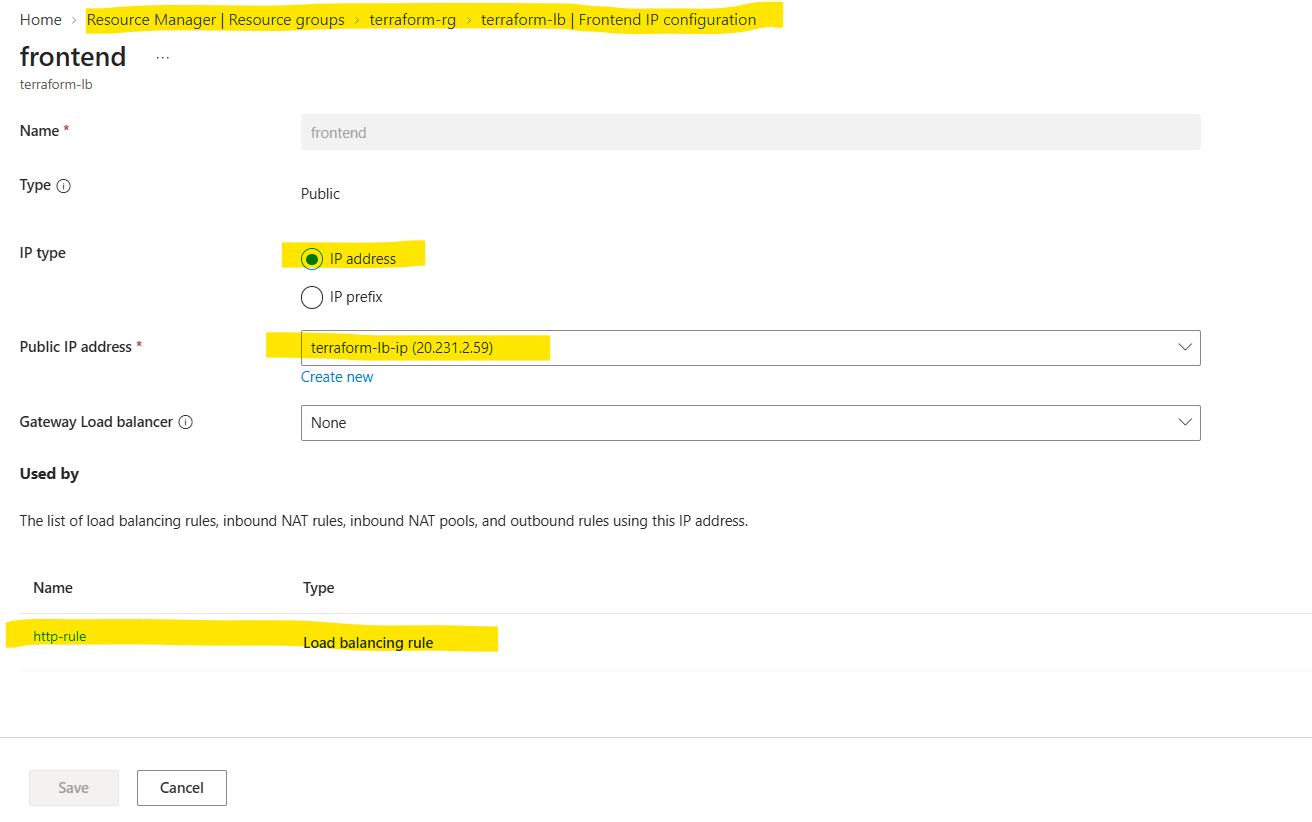 Home > Resource Manager | Resource groups > terraform-rg > terraform-lb | Frontend IP configuration
frontend ...
terraform-lb
Name * frontend
Type Public
IP type IP address
IP prefix
Public IP address * terraform-lb-ip (20.231.2.59)
Create new
Gateway Load balancer None
Used by
The list of load balancing rules, inbound NAT rules, inbound NAT pools, and outbound rules using this IP address.
Name Type
http-rule Load balancing rule
Save Cancel